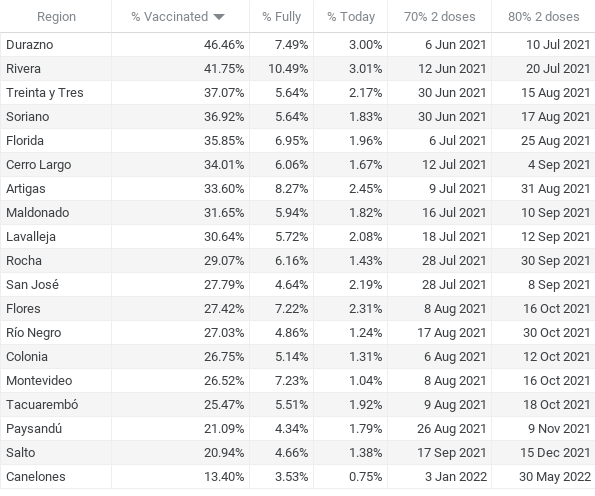 Region % Vaccinated % Fully % Today 70% 2 doses 80% 2 doses
Durazno 46.46% 7.49% 3.00% 6 Jun 2021 10 Jul 2021
Rivera 41.75% 10.49% 3.01% 12 Jun 2021 20 Jul 2021
Treinta y Tres 37.07% 5.64% 2.17% 30 Jun 2021 15 Aug 2021
Soriano 36.92% 5.64% 1.83% 30 Jun 2021 17 Aug 2021
Florida 35.85% 6.95% 1.96% 6 Jul 2021 25 Aug 2021
Cerro Largo 34.01% 6.06% 1.67% 12 Jul 2021 4 Sep 2021
Artigas 33.60% 8.27% 2.45% 9 Jul 2021 31 Aug 2021
Maldonado 31.65% 5.94% 1.82% 16 Jul 2021 10 Sep 2021
Lavalleja 30.64% 5.72% 2.08% 18 Jul 2021 12 Sep 2021
Rocha 29.07% 6.16% 1.43% 28 Jul 2021 30 Sep 2021
San José 27.79% 4.64% 2.19% 28 Jul 2021 8 Sep 2021
Flores 27.42% 7.22% 2.31% 8 Aug 2021 16 Oct 2021
Río Negro 27.03% 4.86% 1.24% 17 Aug 2021 30 Oct 2021
Colonia 26.75% 5.14% 1.31% 6 Aug 2021 12 Oct 2021
Montevideo 26.52% 7.23% 1.04% 8 Aug 2021 16 Oct 2021
Tacuarembó 25.47% 5.51% 1.92% 9 Aug 2021 18 Oct 2021
Paysandú 21.09% 4.34% 1.79% 26 Aug 2021 9 Nov 2021
Salto 20.94% 4.66% 1.38% 17 Sep 2021 15 Dec 2021
Canelones 13.40% 3.53% 0.75% 3 Jan 2022 30 May 2022